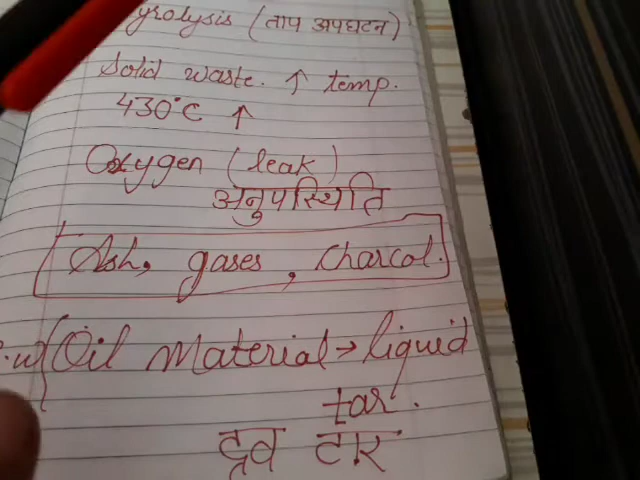 yrolysis (ताप अपघटन)
Solid waste. ↑ temp.
430°C ↑
Oxygen (leak)
अनुपस्थिति
Ash, gases, Charcol.
Oil Material → liquid
tar.
द्रव टार